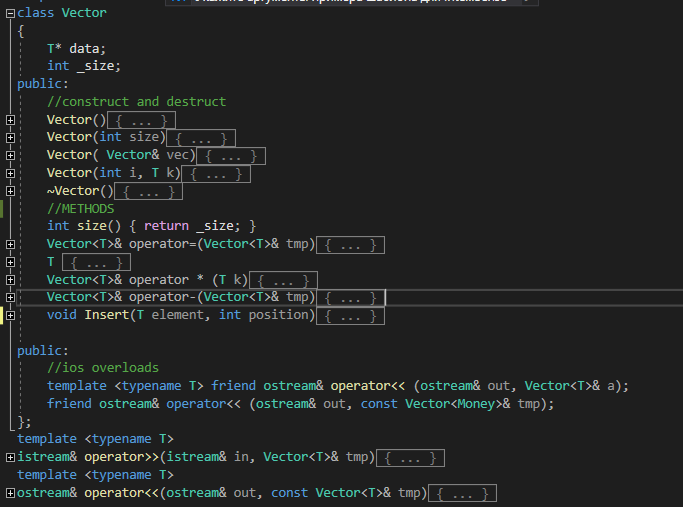 class Vector
{
T* data;
int _size;
public:
//construct and destruct
Vector(){ ... }
Vector(int size){ ... }
Vector( Vector& vec){ ... }
Vector(int i, T k){ ... }
~Vector(){ ... }
//METHODS
int size() { return _size; }
Vector<T>& operator=(Vector<T>& tmp){ ... }
T { ... }
Vector<T>& operator * (T k){ ... }
Vector<T>& operator-(Vector<T>& tmp){ ... }
void Insert(T element, int position){ ... }
public:
//ios overloads
template <typename T> friend ostream& operator<< (ostream& out, Vector<T>& a);
friend ostream& operator<< (ostream& out, const Vector<Money>& tmp);
};
template <typename T>
istream& operator>>(istream& in, Vector<T>& tmp){ ... }
template <typename T>
ostream& operator<<(ostream& out, const Vector<T>& tmp){ ... }